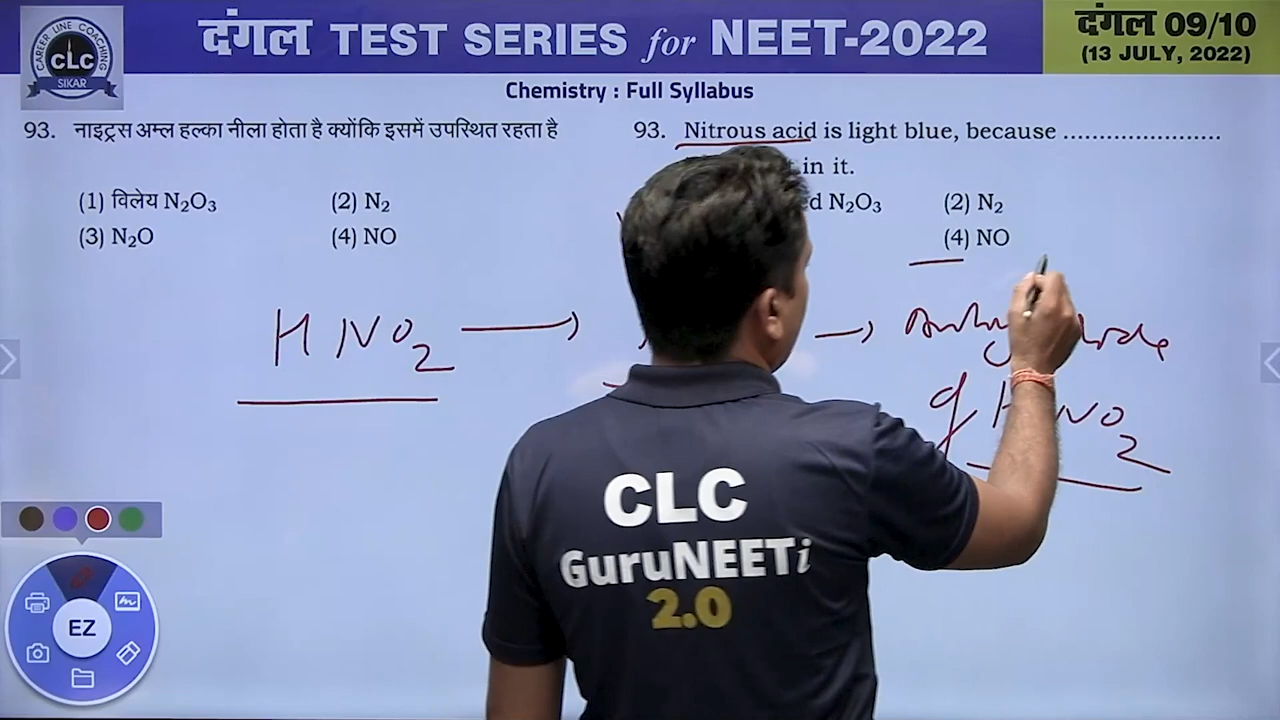 दंगल TEST SERIES for NEET-2022
दंगल 09/10
(13 JULY, 2022)
CAREER LINE COACHING
CLC
SIKAR
Chemistry : Full Syllabus
93. नाइट्रस अम्ल हल्का नीला होता है क्योंकि इसमें उपस्थित रहता है
(1) विलेय N₂O₃
(2) N₂
(3) N₂O
(4) NO
93. Nitrous acid is light blue, because ......................
in it.
N₂O₃
(2) N₂
(4) NO
HNO₂
HNO₂
CLC
GuruNEETi
2.0
EZ